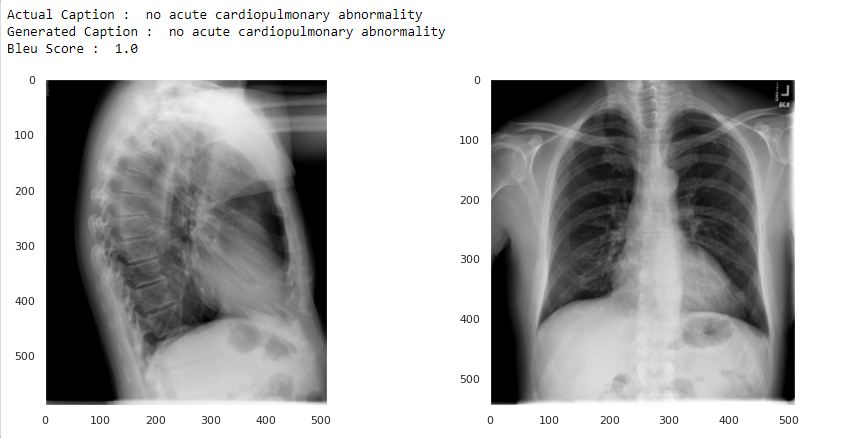 Actual Caption :  no acute cardiopulmonary abnormality
Generated Caption :  no acute cardiopulmonary abnormality
Bleu Score :  1.0
0
100
200
300
400
500
0 100 200 300 400 500
0
100
200
300
400
500
0 100 200 300 400 500
L